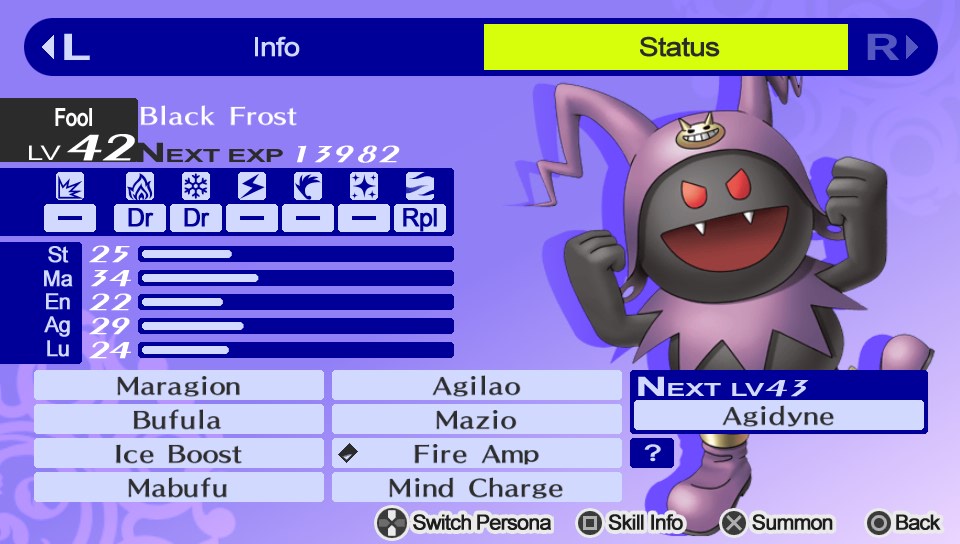 L Info Status R
Fool Black Frost
LV 42 NEXT EXP 13982
— Dr Dr — — — Rpl
St 25
Ma 34
En 22
Ag 29
Lu 24
Maragion Agilao NEXT LV43
Bufula Mazio Agidyne
Ice Boost Fire Amp ?
Mabufu Mind Charge
Switch Persona Skill Info Summon Back